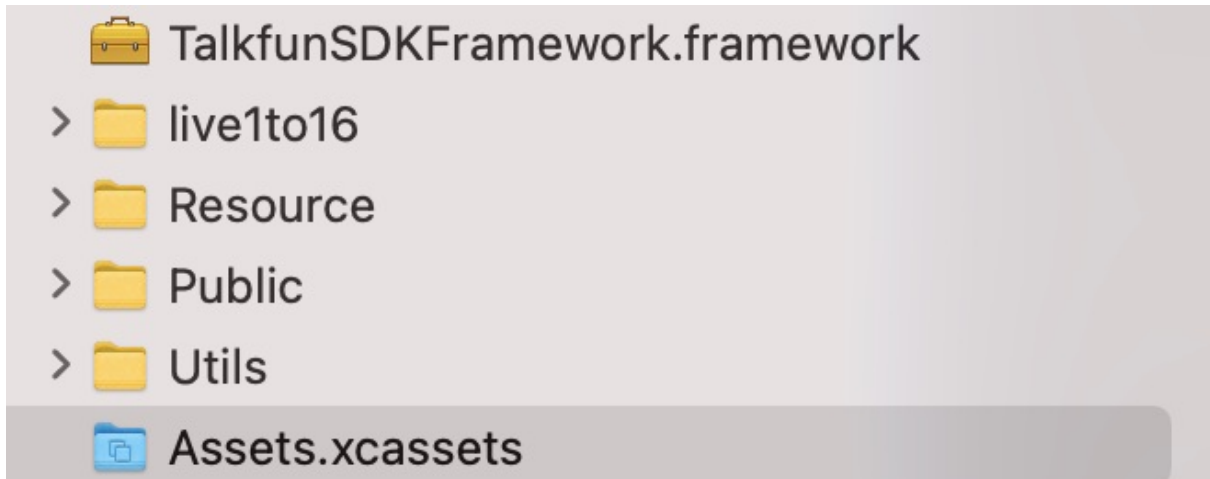 TalkfunSDKFramework.framework
live1to16
Resource
Public
Utils
Assets.xcassets